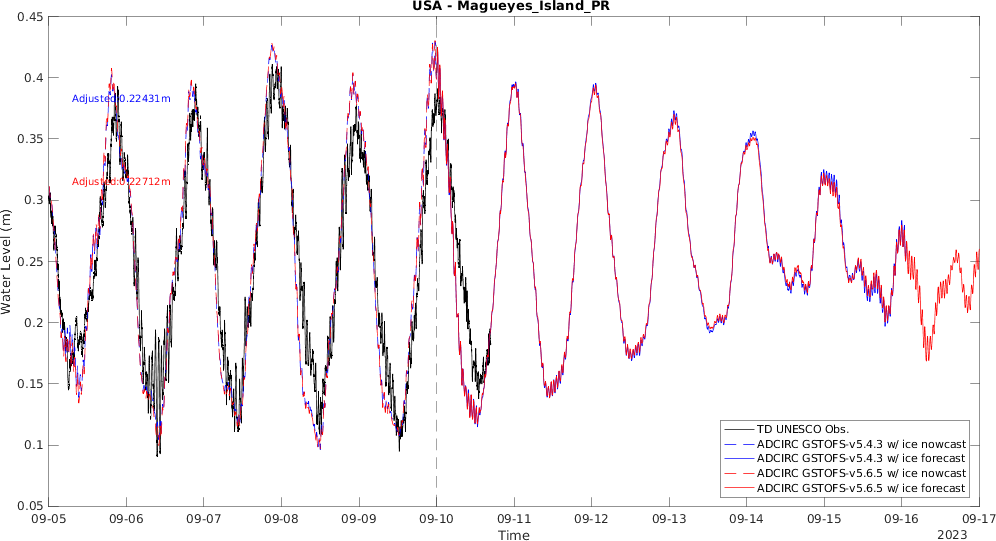 USA - Magueyes_Island_PR
0.45
0.4
0.35
0.3
0.25
0.2
0.15
0.1
0.05
Water Level (m)
Adjusted:0.22431m
Adjusted:0.22712m
TD UNESCO Obs.
ADCIRC GSTOFS-v5.4.3 w/ ice nowcast
ADCIRC GSTOFS-v5.4.3 w/ ice forecast
ADCIRC GSTOFS-v5.6.5 w/ ice nowcast
ADCIRC GSTOFS-v5.6.5 w/ ice forecast
09-05 09-06 09-07 09-08 09-09 09-10 09-11 09-12 09-13 09-14 09-15 09-16 09-17
Time
2023